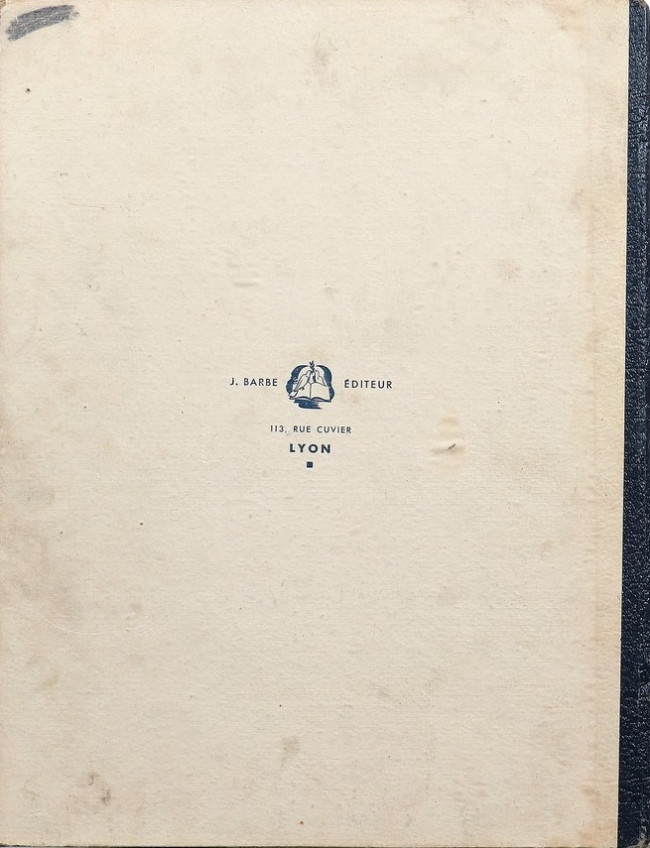 J. BARBE ÉDITEUR
113, RUE CUVIER
LYON